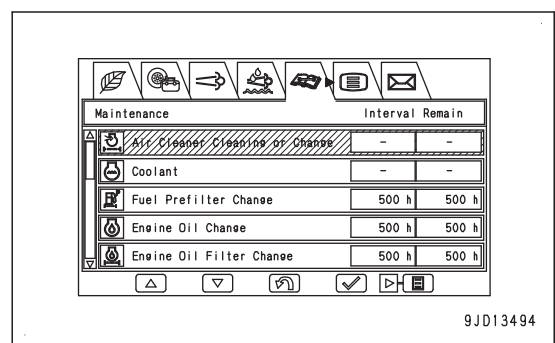 Maintenance Interval Remain
Air Cleaner Cleaning or Change - -
Coolant - -
Fuel Prefilter Change 500 h 500 h
Engine Oil Change 500 h 500 h
Engine Oil Filter Change 500 h 500 h
9JD13494